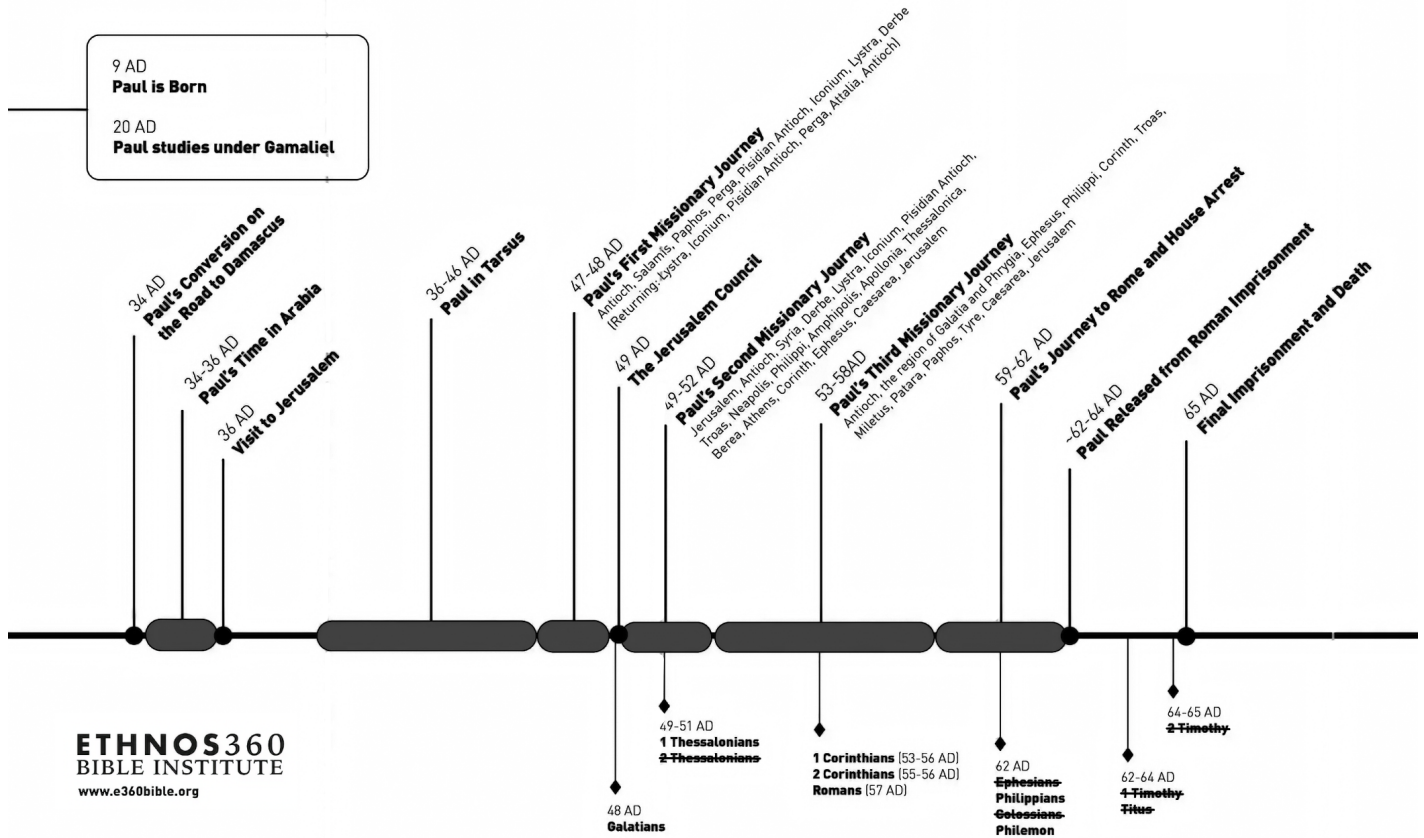 9 AD
Paul is Born
20 AD
Paul studies under Gamaliel
34 AD
Paul's Conversion on
the Road to Damascus
34-36 AD
Paul's Time in Arabia
36 AD
Visit to Jerusalem
36-46 AD
Paul in Tarsus
47-48 AD
Paul's First Missionary Journey
Antioch, Salamis, Paphos, Perga, Pisidian Antioch, Iconium, Lystra, Derbe
(Returning: Lystra, Iconium, Pisidian Antioch, Perga, Attalia, Antioch)
49 AD
The Jerusalem Council
49-52 AD
Paul's Second Missionary Journey
Jerusalem, Antioch, Syria, Derbe, Lystra, Iconium, Pisidian Antioch,
Troas, Neapolis, Philippi, Amphipolis, Apollonia, Thessalonica,
Berea, Athens, Corinth, Ephesus, Caesarea, Jerusalem
53-58AD
Paul's Third Missionary Journey
Antioch, the region of Galatia and Phrygia, Ephesus, Philippi, Corinth, Troas,
Miletus, Patara, Paphos, Tyre, Caesarea, Jerusalem
59-62 AD
Paul's Journey to Rome and House Arrest
~62-64 AD
Paul Released from Roman Imprisonment
65 AD
Final Imprisonment and Death
48 AD
Galatians
49-51 AD
1 Thessalonians
2 Thessalonians
1 Corinthians (53-56 AD)
2 Corinthians (55-56 AD)
Romans (57 AD)
62 AD
Ephesians
Philippians
Colossians
Philemon
62-64 AD
1 Timothy
Titus
64-65 AD
2 Timothy
ETHNOS360
BIBLE INSTITUTE
www.e360bible.org